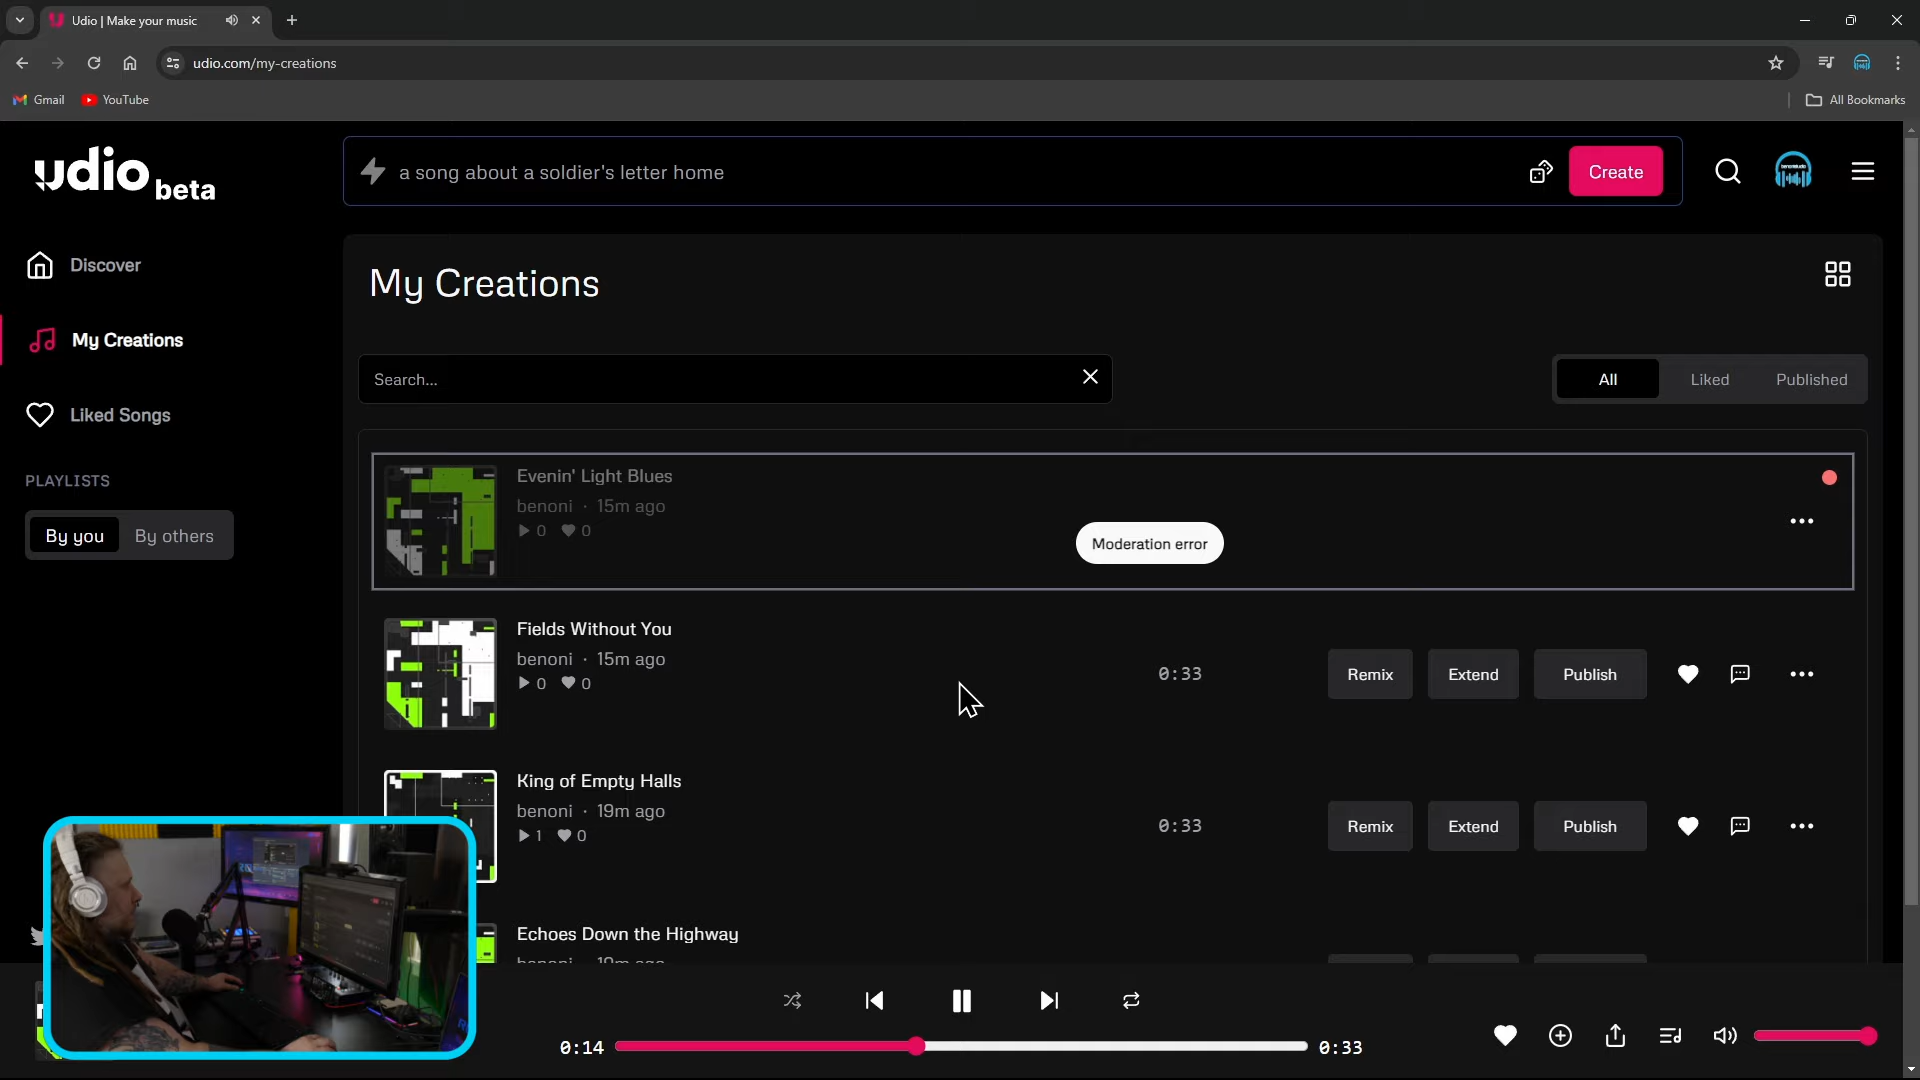 Udio | Make your music
udio.com/my-creations
Gmail
YouTube
All Bookmarks
udio beta
a song about a soldier's letter home
Create
Discover
My Creations
Liked Songs
PLAYLISTS
By you
By others
My Creations
Search...
All
Liked
Published
Evenin' Light Blues
benoni · 15m ago
0 0
Moderation error
Fields Without You
benoni · 15m ago
0 0
0:33
Remix
Extend
Publish
King of Empty Halls
benoni · 19m ago
1 0
0:33
Remix
Extend
Publish
Echoes Down the Highway
benoni · 19m ago
0:14
0:33